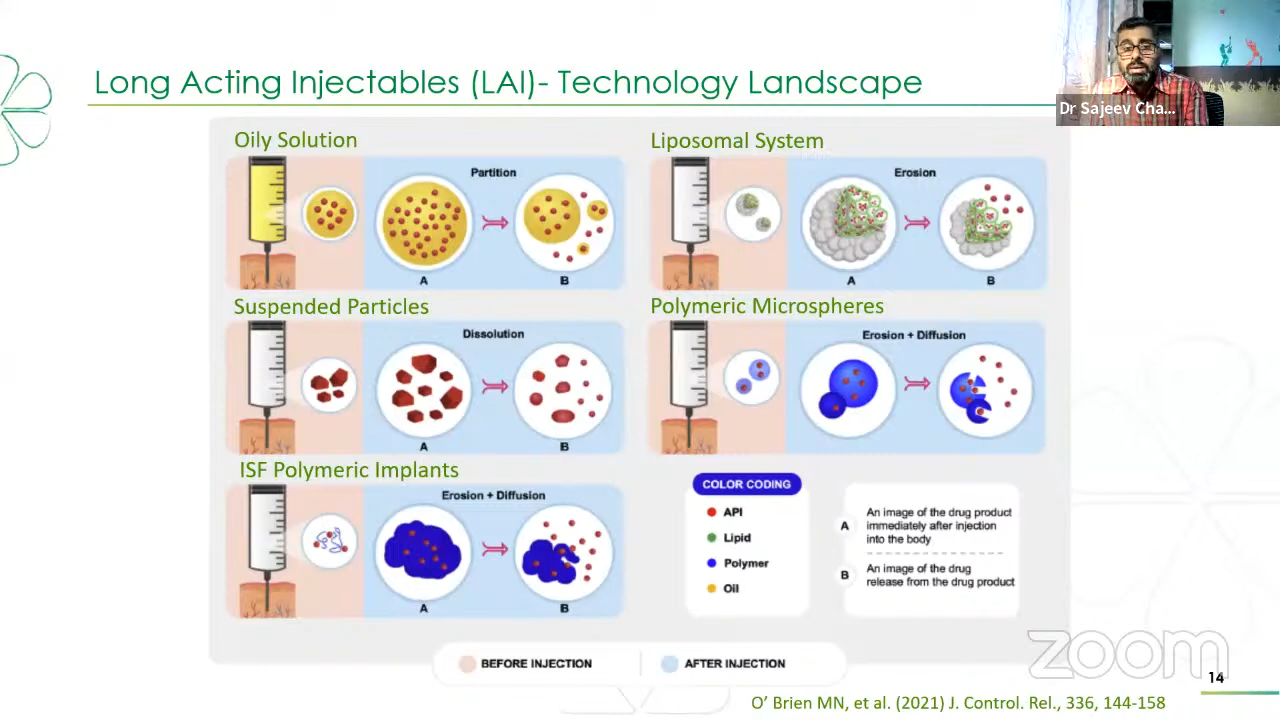 Long Acting Injectables (LAI)- Technology Landscape
Dr Sajeev Cha...
Oily Solution
Partition
A
B
Liposomal System
Erosion
A
B
Suspended Particles
Dissolution
A
B
Polymeric Microspheres
Erosion + Diffusion
ISF Polymeric Implants
Erosion + Diffusion
A
B
COLOR CODING
API
Lipid
Polymer
Oil
A
An image of the drug product
immediately after injection
into the body
B
An image of the drug
release from the drug product
BEFORE INJECTION
AFTER INJECTION
zoom
14
O’ Brien MN, et al. (2021) J. Control. Rel., 336, 144-158